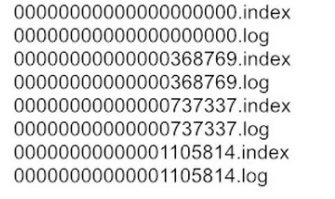 00000000000000000000.index
00000000000000000000.log
00000000000000368769.index
00000000000000368769.log
00000000000000737337.index
00000000000000737337.log
00000000000001105814.index
00000000000001105814.log